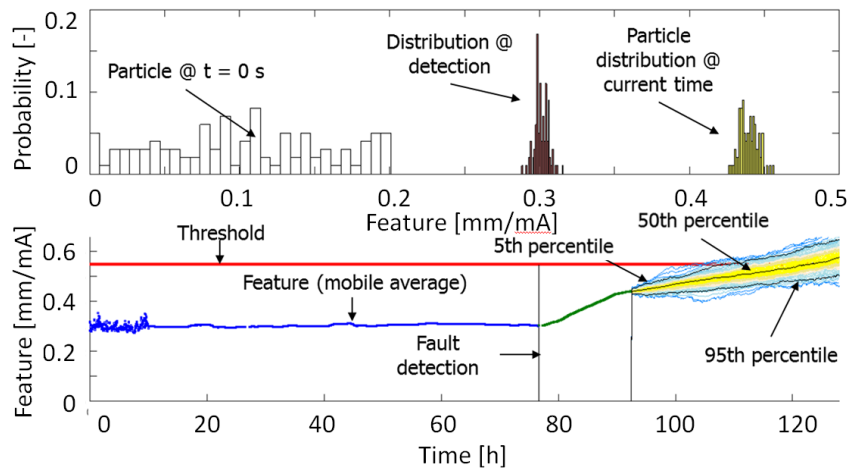 0.2
0.1
0
Probability [-]
Particle @ t = 0 s
Distribution @
detection
Particle
distribution @
current time
0 0.1 0.2 0.3 0.4 0.5
Feature [mm/mA]
Threshold
5th percentile
50th percentile
0.6
0.4
0.2
0
Feature [mm/mA]
Feature (mobile average)
Fault
detection
95th percentile
0 20 40 60 80 100 120
Time [h]